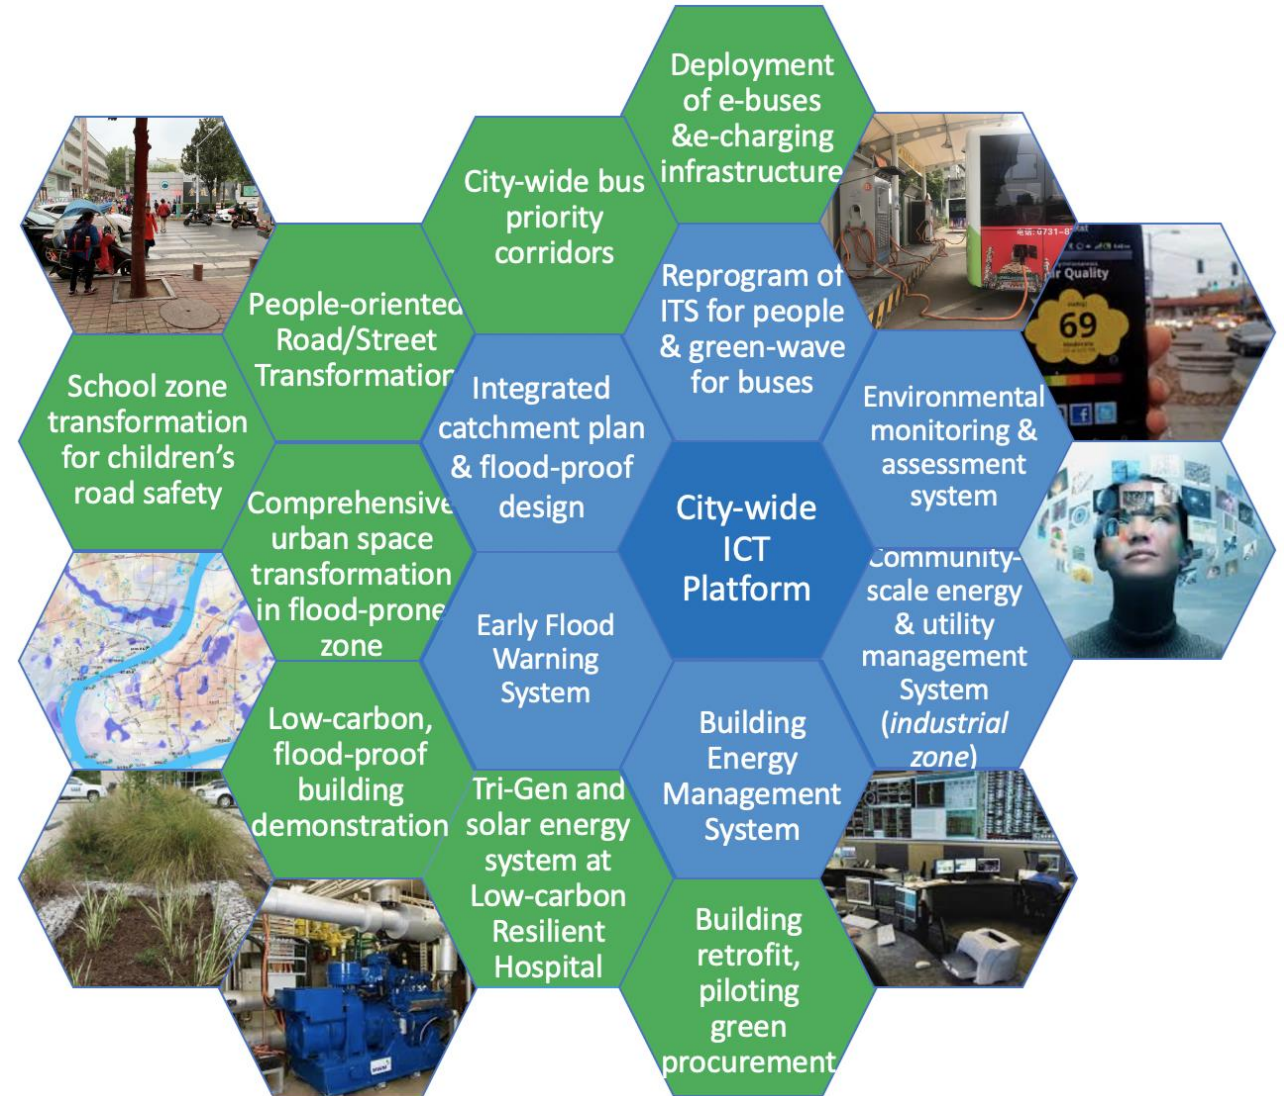 Deployment
of e-buses
&e-charging
infrastructure
City-wide bus
priority
corridors
People-oriented
Road/Street
Transformation
Reprogram of
ITS for people
& green-wave
for buses
电话: 0731-8
Quality
69
School zone
transformation
for children's
road safety
Integrated
catchment plan
& flood-proof
design
Environmental
monitoring &
assessment
system
Comprehensive
urban space
transformation
in flood-prone
zone
City-wide
ICT
Platform
Early Flood
Warning
System
Community-
scale energy
& utility
management
System
(industrial
zone)
Low-carbon,
flood-proof
building
demonstration
Building
Energy
Management
System
Tri-Gen and
solar energy
system at
Low-carbon
Resilient
Hospital
Building
retrofit,
piloting
green
procurement